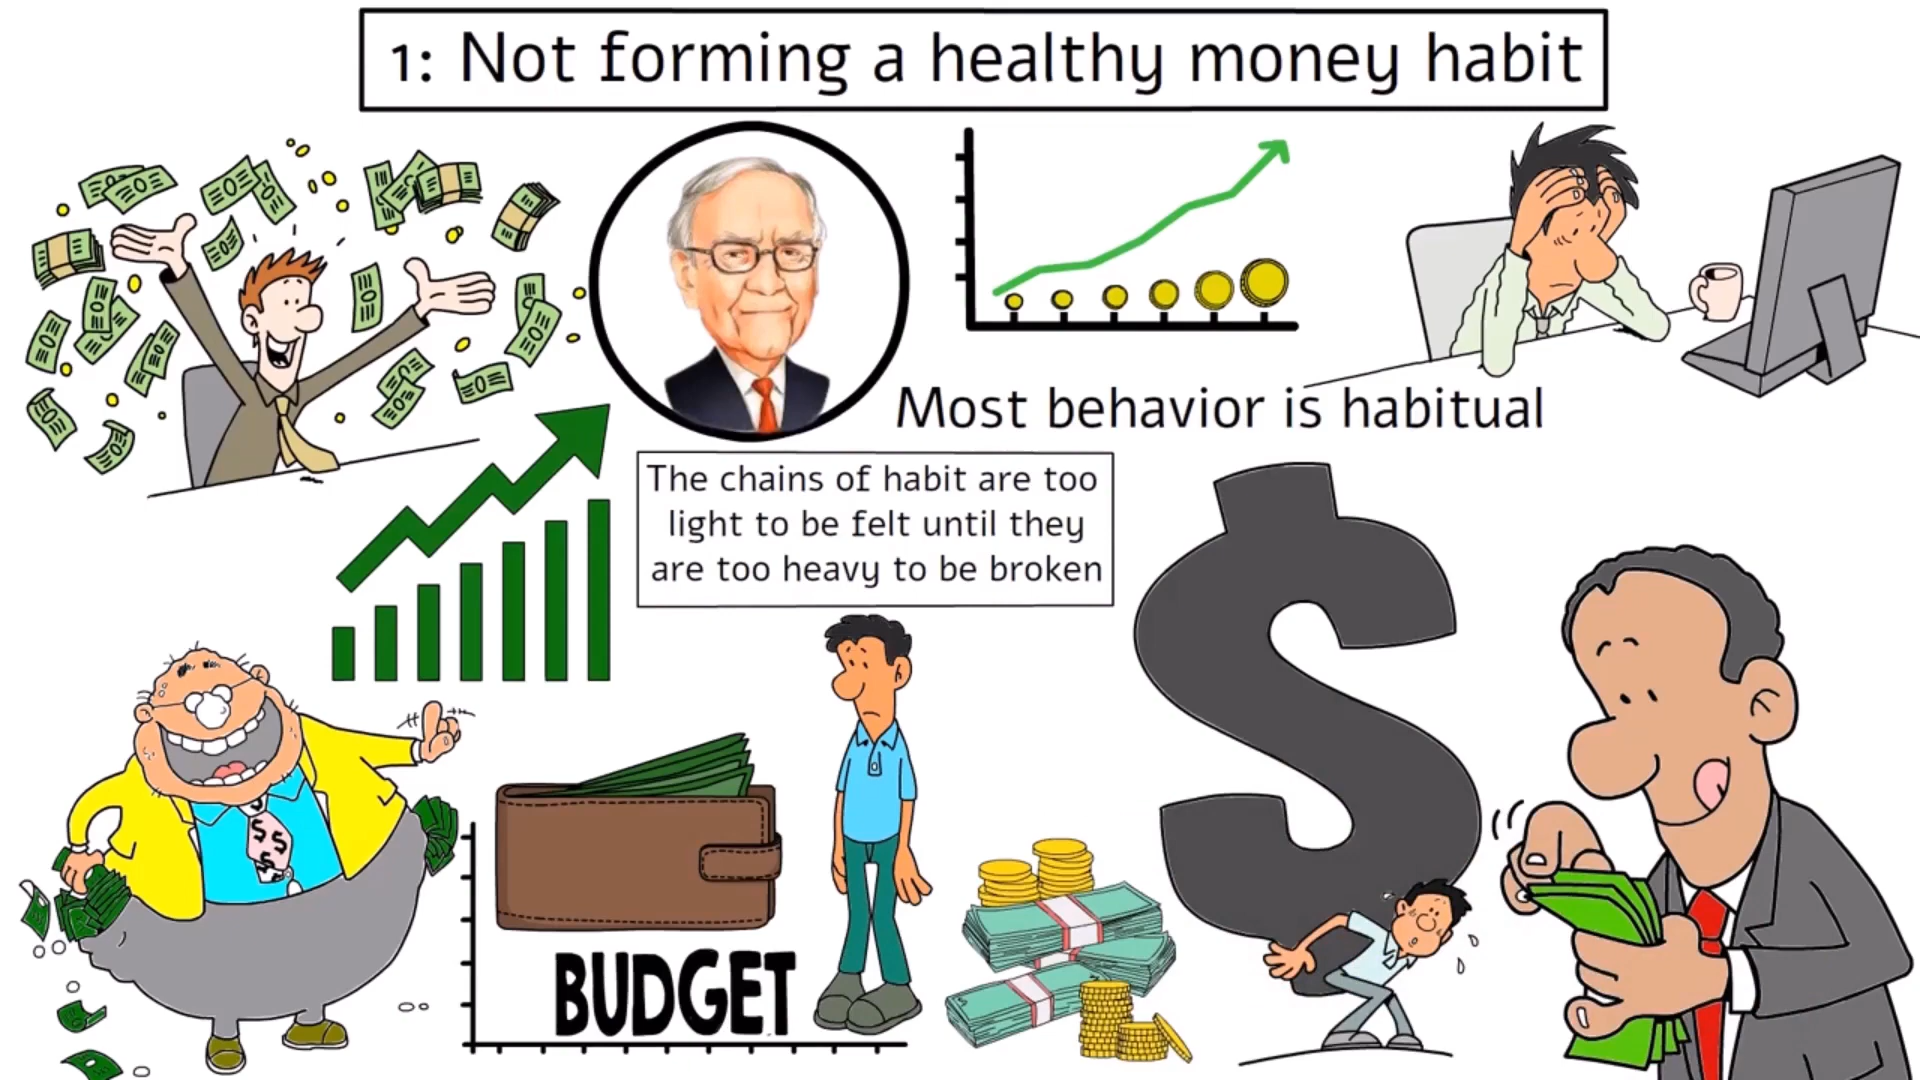 1: Not forming a healthy money habit
Most behavior is habitual
The chains of habit are too
light to be felt until they
are too heavy to be broken
$
$$
$
BUDGET